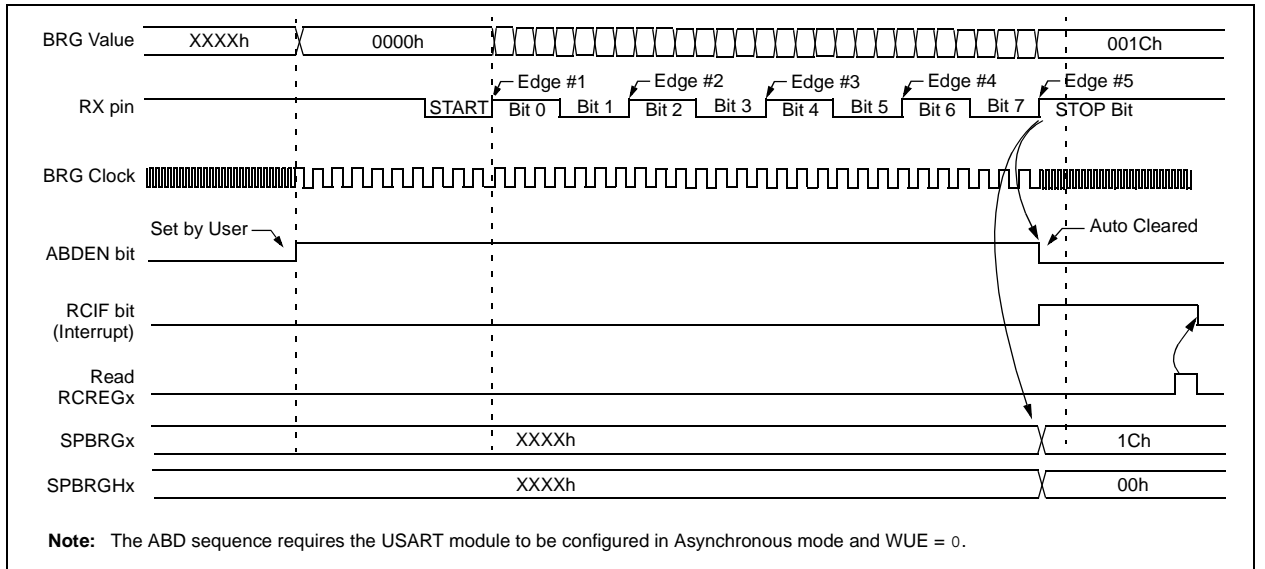 BRG Value XXXXh 0000h 001Ch
Edge #1 Edge #2 Edge #3 Edge #4 Edge #5
RX pin START Bit 0 Bit 1 Bit 2 Bit 3 Bit 4 Bit 5 Bit 6 Bit 7 STOP Bit
BRG Clock
Set by User Auto Cleared
ABDEN bit
RCIF bit
(Interrupt)
Read
RCREGx
SPBRGx XXXXh 1Ch
SPBRGHx XXXXh 00h
Note: The ABD sequence requires the USART module to be configured in Asynchronous mode and WUE = 0.